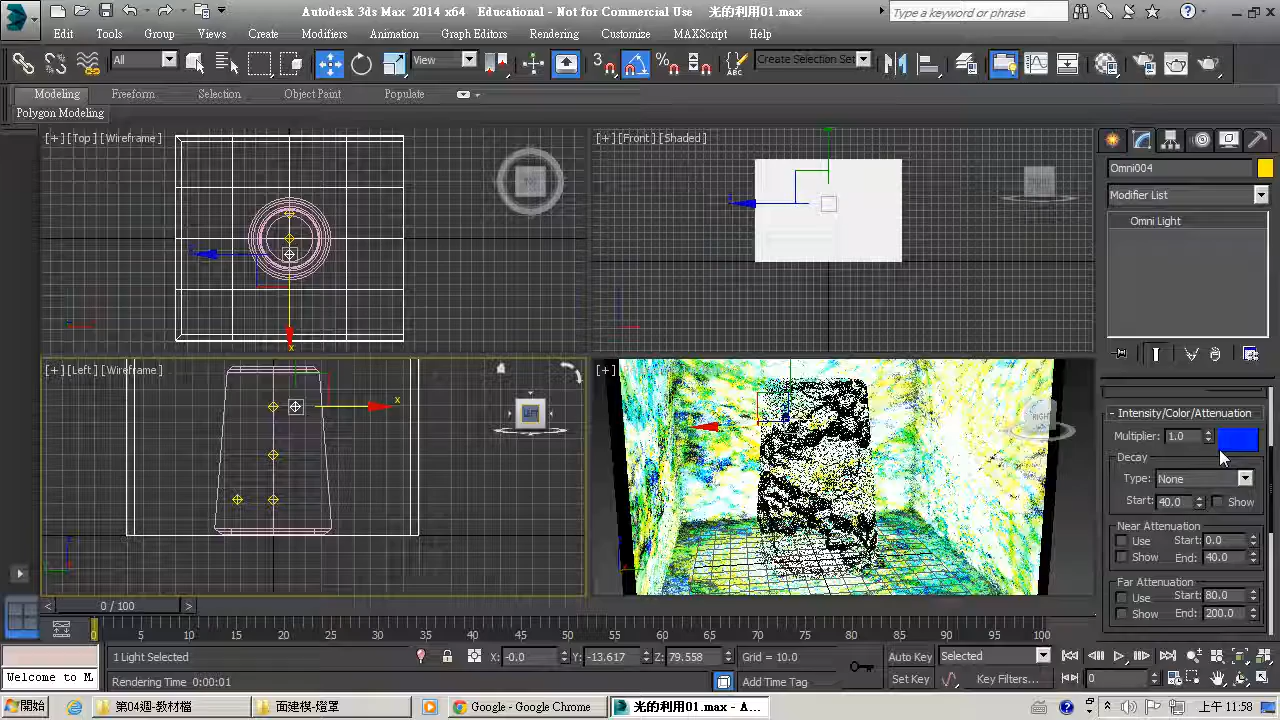 Autodesk 3ds Max 2014 x64 Educational - Not for Commercial Use 光的利用01.max
Type a keyword or phrase
Edit Tools Group Views Create Modifiers Animation Graph Editors Rendering Customize MAXScript Help
All View 3 Create Selection Set
Modeling Freeform Selection Object Paint Populate
Polygon Modeling
[+][Top][Wireframe]
TOP
[+][Front][Shaded]
Omni004
Modifier List
Omni Light
x
[+][Left][Wireframe]
LEFT
x
[+]
RIGHT
- Intensity/Color/Attenuation
Multiplier: 1.0
Decay
Type: None
Start: 40.0 Show
Near Attenuation
Use Start: 0.0
Show End: 40.0
Far Attenuation
Use Start: 80.0
Show End: 200.0
< 0 / 100 >
0 5 10 15 20 25 30 35 40 45 50 55 60 65 70 75 80 85 90 95 100
1 Light Selected X: -0.0 Y: -13.617 Z: 79.558 Grid = 10.0 Auto Key Selected
Welcome to M. Rendering Time 0:00:01 Add Time Tag Set Key Key Filters... 0
開始 第04週-教材檔 面建模-燈罩 Google - Google Chro... 光的利用01.max - A... 上午 11:58